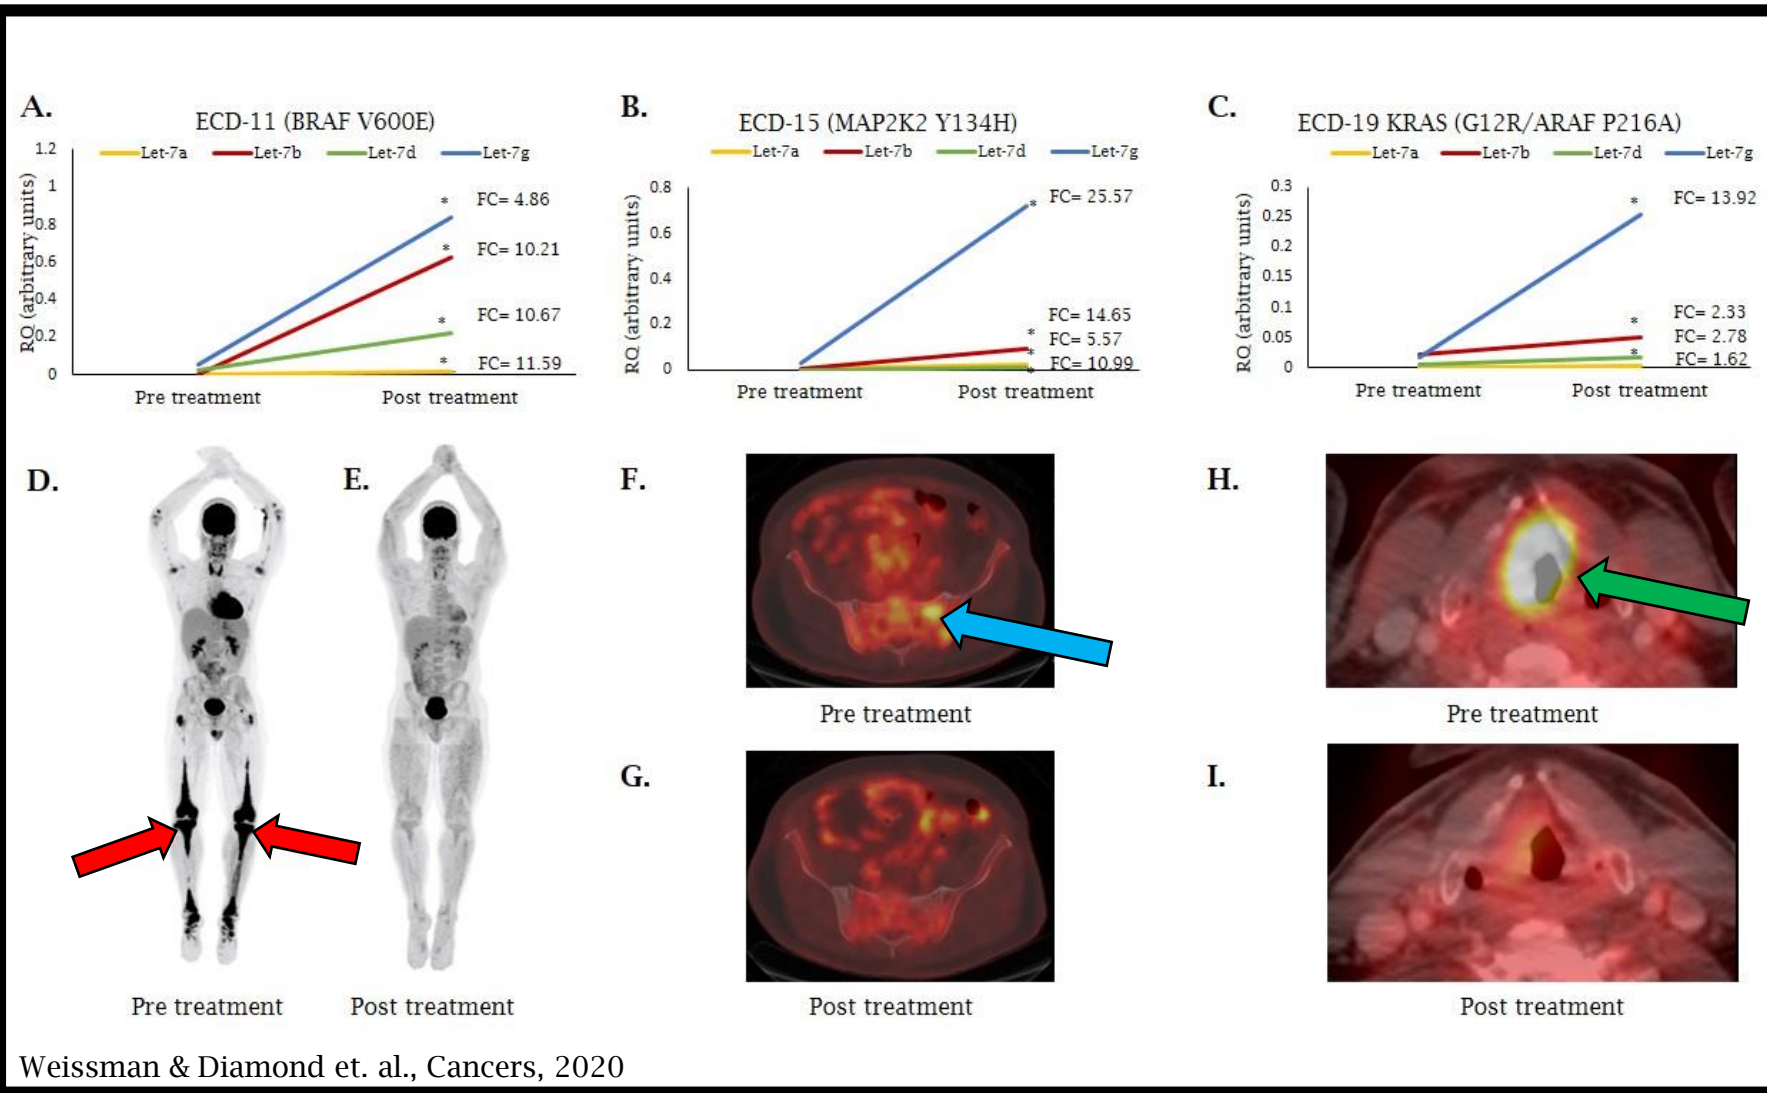 A.
ECD-11 (BRAF V600E)
Let-7a Let-7b Let-7d Let-7g
RQ (arbitrary units)
1.2
1
0.8
0.6
0.4
0.2
0
* FC= 4.86
* FC= 10.21
* FC= 10.67
* FC= 11.59
Pre treatment Post treatment
B.
ECD-15 (MAP2K2 Y134H)
Let-7a Let-7b Let-7d Let-7g
RQ (arbitrary units)
0.8
0.6
0.4
0.2
0
* FC= 25.57
* FC= 14.65
* FC= 5.57
* FC= 10.99
Pre treatment Post treatment
C.
ECD-19 KRAS (G12R/ARAF P216A)
Let-7a Let-7b Let-7d Let-7g
RQ (arbitrary units)
0.3
0.25
0.2
0.15
0.1
0.05
0
* FC= 13.92
* FC= 2.33
* FC= 2.78
FC= 1.62
Pre treatment Post treatment
D.
Pre treatment
E.
Post treatment
F.
Pre treatment
G.
Post treatment
H.
Pre treatment
I.
Post treatment
Weissman & Diamond et. al., Cancers, 2020